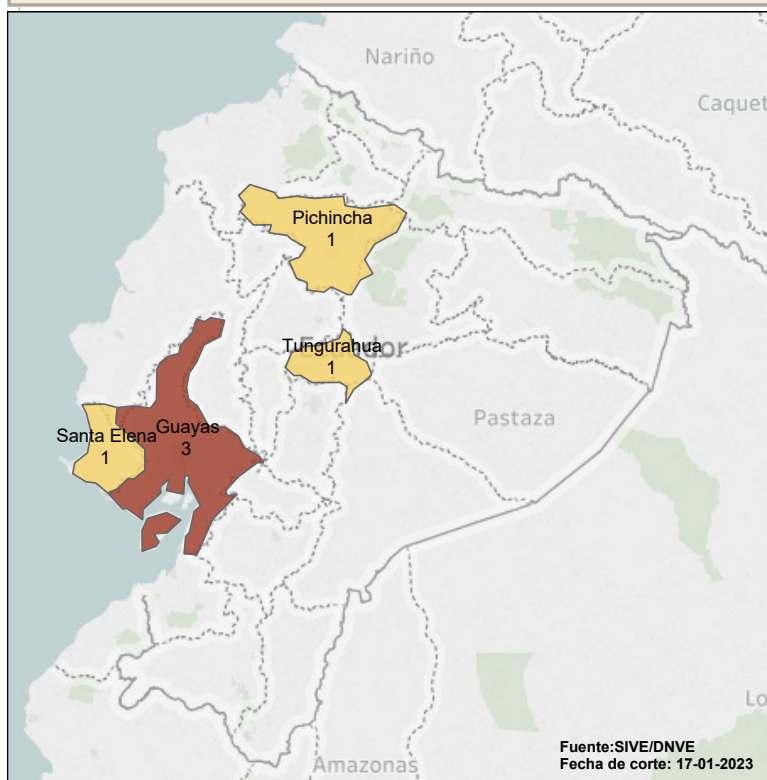 Nariño
Caquet
Pichincha
1
Tungurahua
1
Ecuador
Pastaza
Santa Elena
1
Guayas
3
Lo
Fuente:SIVE/DNVE
Fecha de corte: 17-01-2023
Amazonas